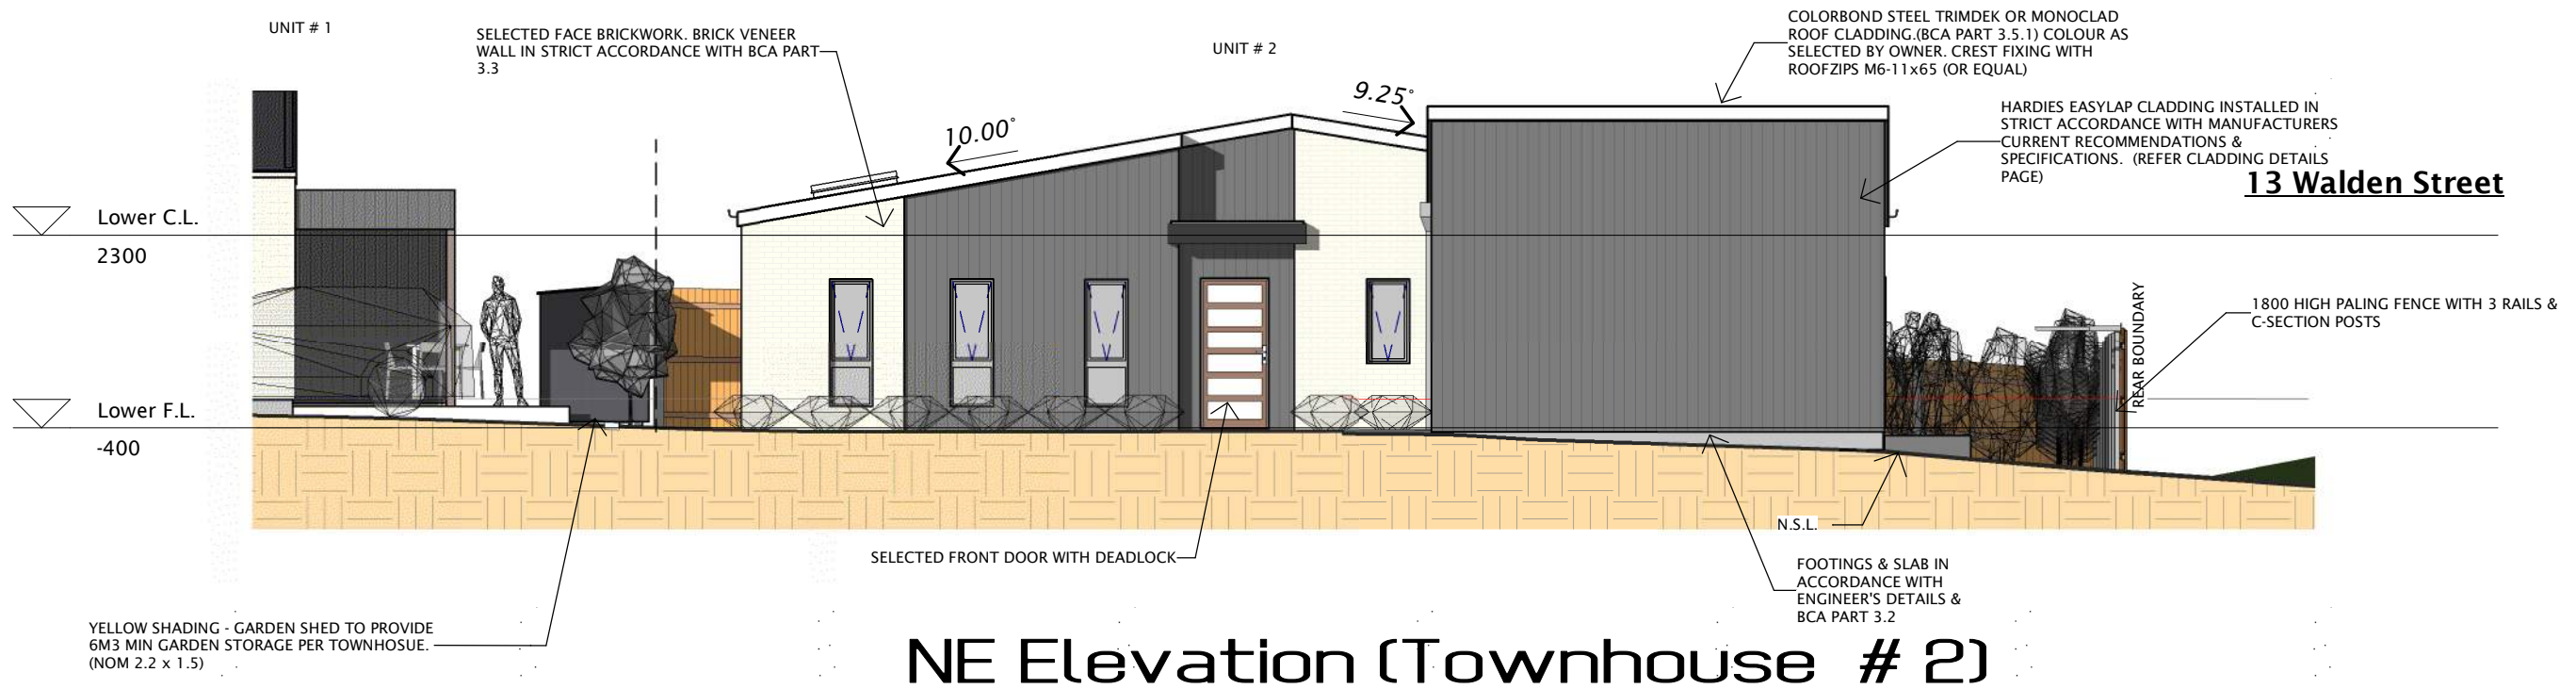 UNIT # 1
SELECTED FACE BRICKWORK. BRICK VENEER
WALL IN STRICT ACCORDANCE WITH BCA PART
3.3
UNIT # 2
COLORBOND STEEL TRIMDEK OR MONOCLAD
ROOF CLADDING.(BCA PART 3.5.1) COLOUR AS
SELECTED BY OWNER. CREST FIXING WITH
ROOFZIPS M6-11x65 (OR EQUAL)
9.25°
10.00°
HARDIES EASYLAP CLADDING INSTALLED IN
STRICT ACCORDANCE WITH MANUFACTURERS
CURRENT RECOMMENDATIONS &
SPECIFICATIONS. (REFER CLADDING DETAILS
PAGE)
13 Walden Street
Lower C.L.
2300
1800 HIGH PALING FENCE WITH 3 RAILS &
C-SECTION POSTS
REAR BOUNDARY
Lower F.L.
-400
N.S.L.
SELECTED FRONT DOOR WITH DEADLOCK
FOOTINGS & SLAB IN
ACCORDANCE WITH
ENGINEER'S DETAILS &
BCA PART 3.2
YELLOW SHADING - GARDEN SHED TO PROVIDE
6M3 MIN GARDEN STORAGE PER TOWNHOSUE.
(NOM 2.2 x 1.5)
NE Elevation (Townhouse # 2)